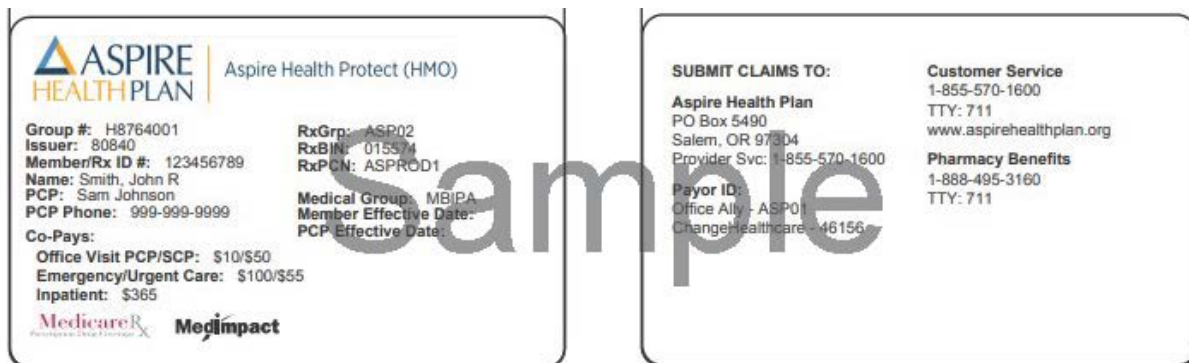 ASPIRE
HEALTH PLAN
Aspire Health Protect (HMO)
Group #: H8764001
Issuer: 80840
Member/Rx ID #: 123456789
Name: Smith, John R
PCP: Sam Johnson
PCP Phone: 999-999-9999
RxGrp: ASP02
RxBIN: 015574
RxPCN: ASPROD1
Medical Group: MBIPA
Member Effective Date:
PCP Effective Date:
Co-Pays:
Office Visit PCP/SCP: $10/$50
Emergency/Urgent Care: $100/$55
Inpatient: $365
MedicareRx
Prescription Drug Coverage
MedImpact
Sample
SUBMIT CLAIMS TO:
Aspire Health Plan
PO Box 5490
Salem, OR 97304
Provider Svc: 1-855-570-1600
Payor ID:
Office Ally - ASP01
ChangeHealthcare - 46156
Customer Service
1-855-570-1600
TTY: 711
www.aspirehealthplan.org
Pharmacy Benefits
1-888-495-3160
TTY: 711